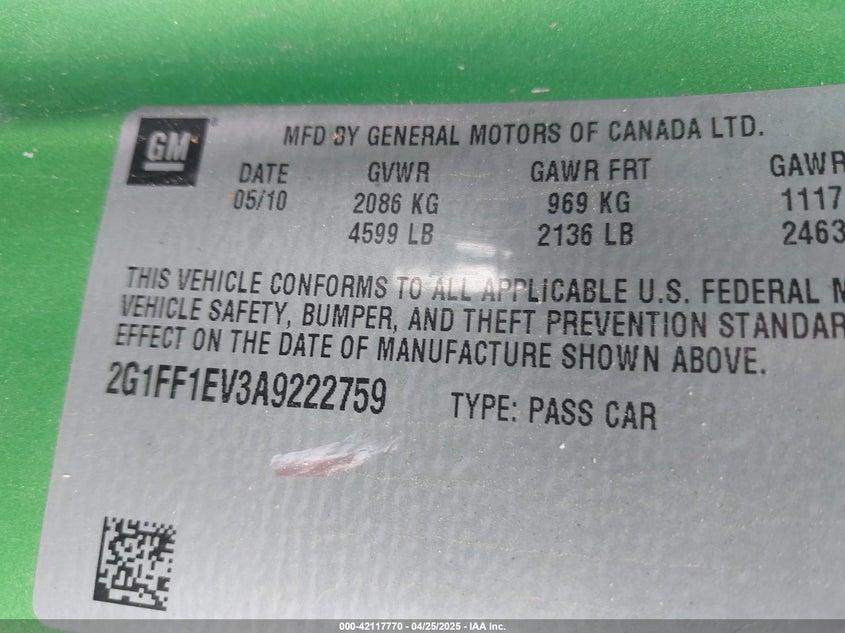 GM
MFD BY GENERAL MOTORS OF CANADA LTD.
DATE GVWR GAWR FRT GAWR
05/10 2086 KG 969 KG 1117
4599 LB 2136 LB 2463
THIS VEHICLE CONFORMS TO ALL APPLICABLE U.S. FEDERAL M
VEHICLE SAFETY, BUMPER, AND THEFT PREVENTION STANDAR
EFFECT ON THE DATE OF MANUFACTURE SHOWN ABOVE.
2G1FF1EV3A9222759 TYPE: PASS CAR
000-42117770 • 04/25/2025 • IAA Inc.